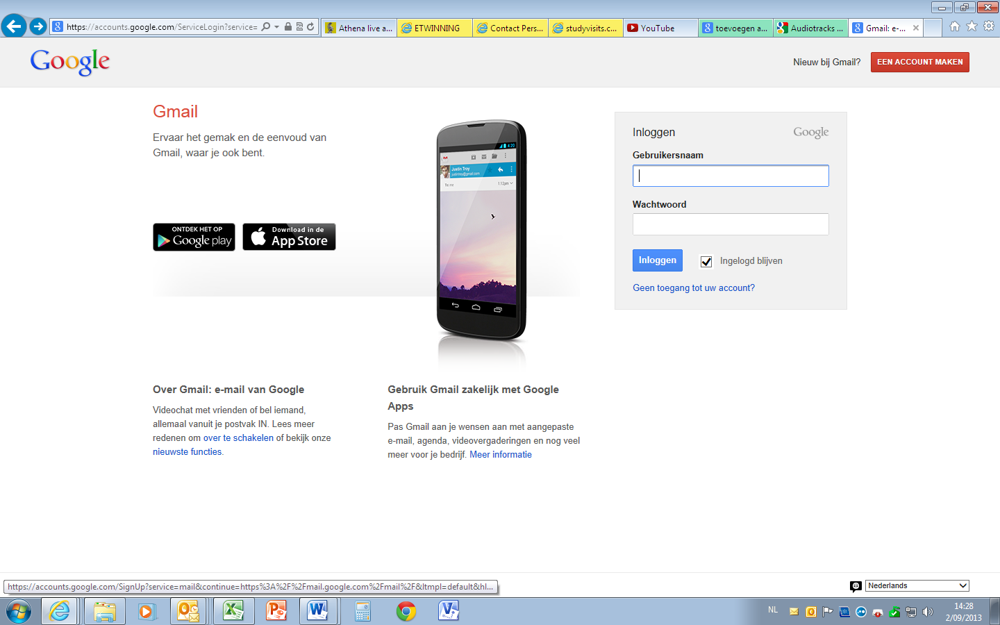 https://accounts.google.com/ServiceLogin?service=
Athena live a...
ETWINNING
Contact Pers...
studyvisits.c...
YouTube
toevoegen a...
Audiotracks ...
Gmail: e-...
Google
Nieuw bij Gmail?
EEN ACCOUNT MAKEN
Gmail
Ervaar het gemak en de eenvoud van
Gmail, waar je ook bent.
ONTDEK HET OP
Google play
Download in de
App Store
4:20
Justin Troy
1:12pm
Inloggen
Google
Gebruikersnaam
Wachtwoord
Inloggen
Ingelogd blijven
Geen toegang tot uw account?
Over Gmail: e-mail van Google
Videochat met vrienden of bel iemand,
allemaal vanuit je postvak IN. Lees meer
redenen om over te schakelen of bekijk onze
nieuwste functies.
Gebruik Gmail zakelijk met Google
Apps
Pas Gmail aan je wensen aan met aangepaste
e-mail, agenda, videovergaderingen en nog veel
meer voor je bedrijf. Meer informatie
https://accounts.google.com/SignUp?service=mail&continue=https%3A%2F%2Fmail.google.com%2Fmail%2F&ltmpl=default&hl...
Nederlands
NL
14:28
2/09/2013